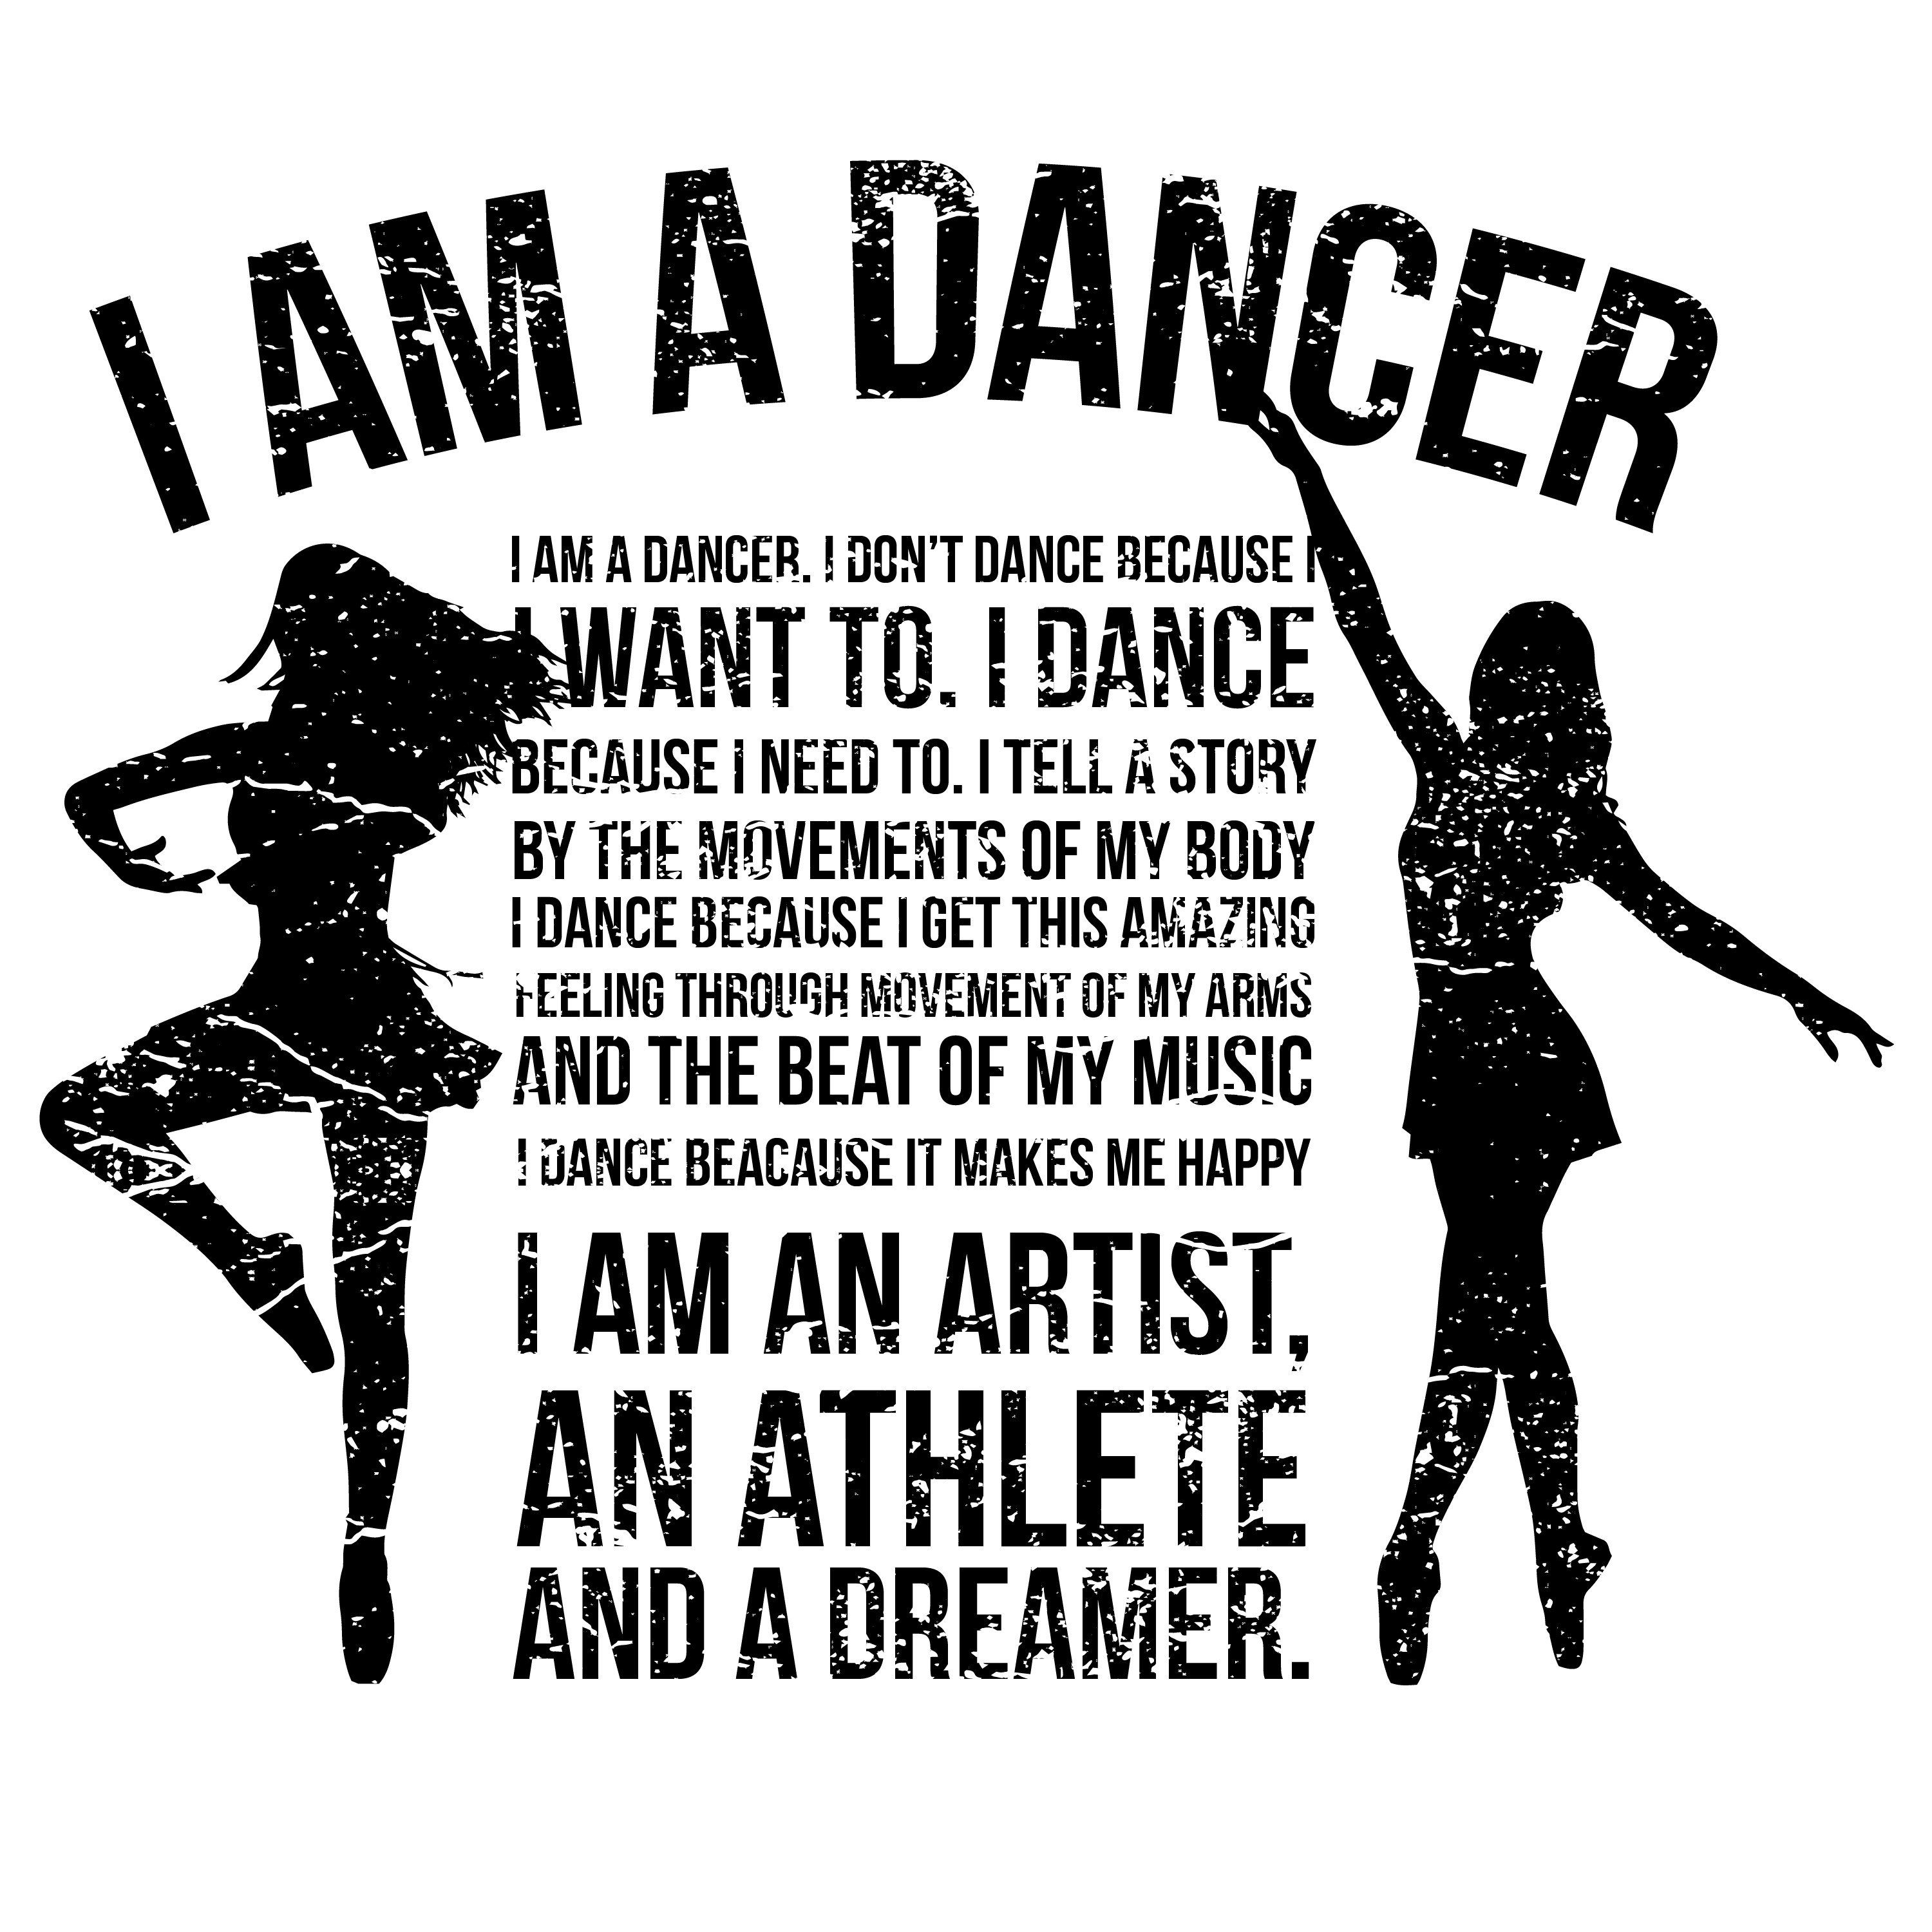 I AM A DANCER
I AM A DANCER. I DON'T DANCE BECAUSE I
I WANT TO. I DANCE
BECAUSE I NEED TO. I TELL A STORY
BY THE MOVEMENTS OF MY BODY
I DANCE BECAUSE I GET THIS AMAZING
FEELING THROUGH MOVEMENT OF MY ARMS
AND THE BEAT OF MY MUSIC
I DANCE BEACAUSE IT MAKES ME HAPPY
I AM AN ARTIST,
AN ATHLETE
AND A DREAMER.